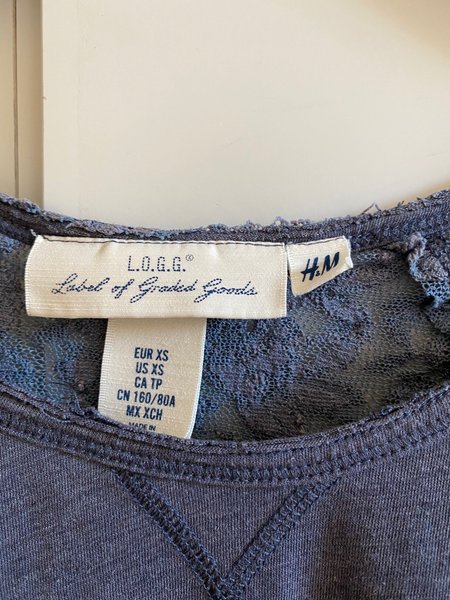 L.O.G.G.®
Label of Graded Goods
H&M
EUR XS
US XS
CA TP
CN 160/80A
MX XCH
MADE IN